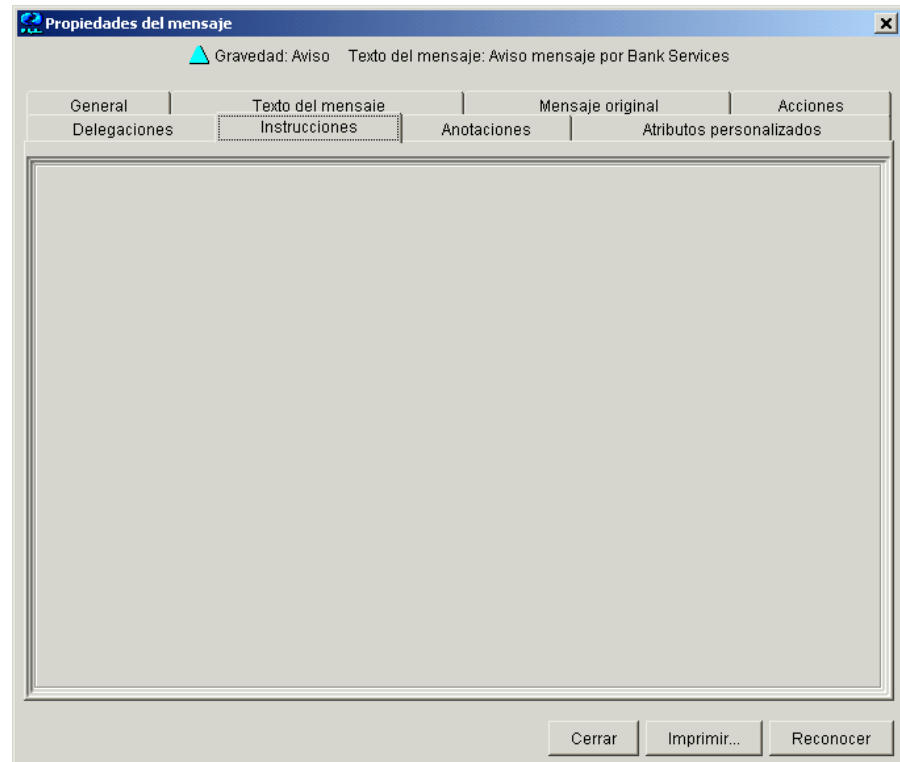 Propiedades del mensaje
Gravedad: Aviso Texto del mensaje: Aviso mensaje por Bank Services
General Texto del mensaje Mensaje original Acciones
Delegaciones Instrucciones Anotaciones Atributos personalizados
Cerrar Imprimir... Reconocer